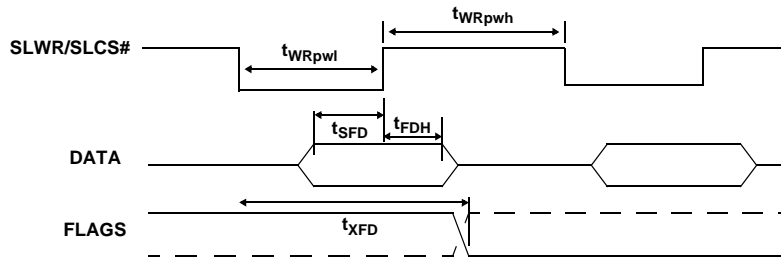 SLWR/SLCS#
tWRpwl
tWRpwh
DATA
tSFD
tFDH
FLAGS
tXFD